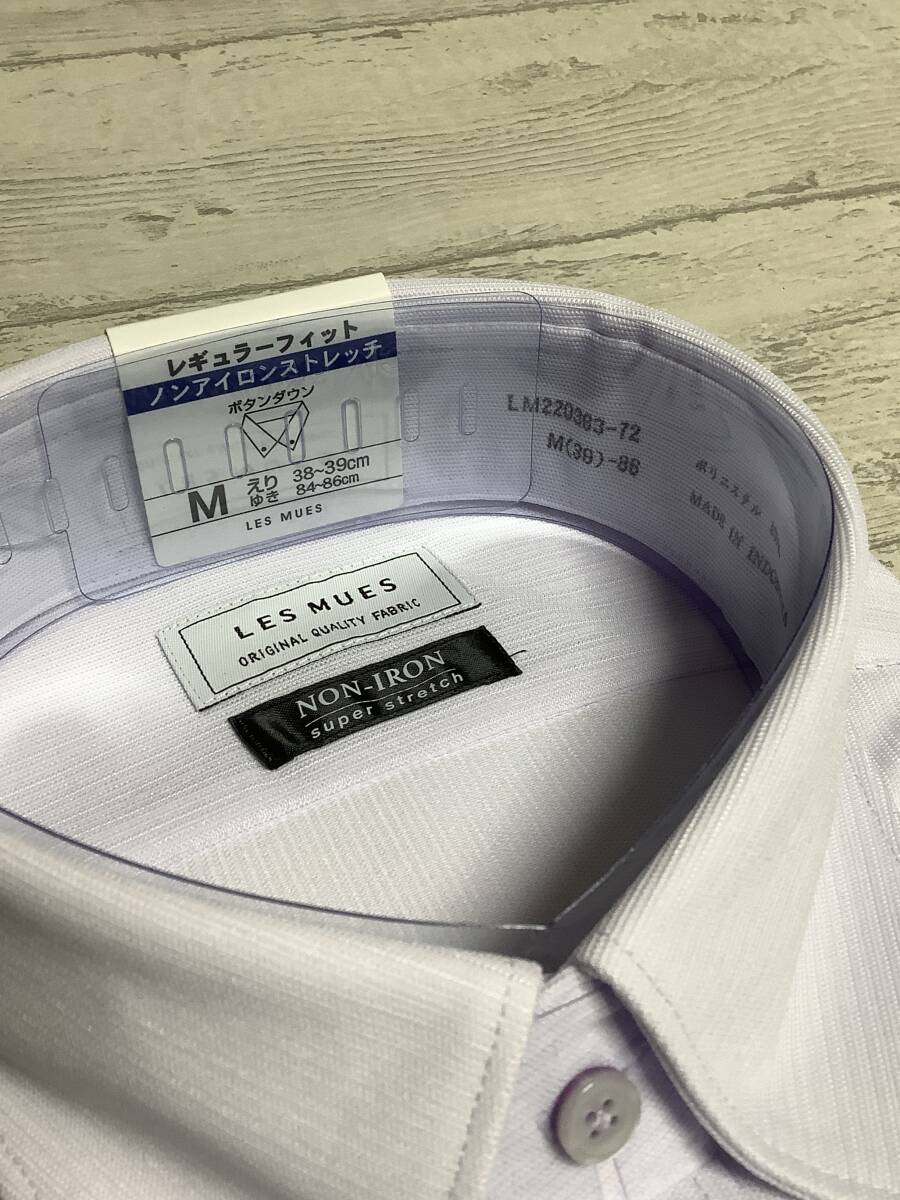 レギュラーフィット
ノンアイロンストレッチ
ボタンダウン
M えり 38~39cm
ゆき 84~86cm
LES MUES
LM220383-72
M(39)-86
ポリエステル
MADE IN
LES MUES
ORIGINAL QUALITY FABRIC
NON-IRON
super stretch